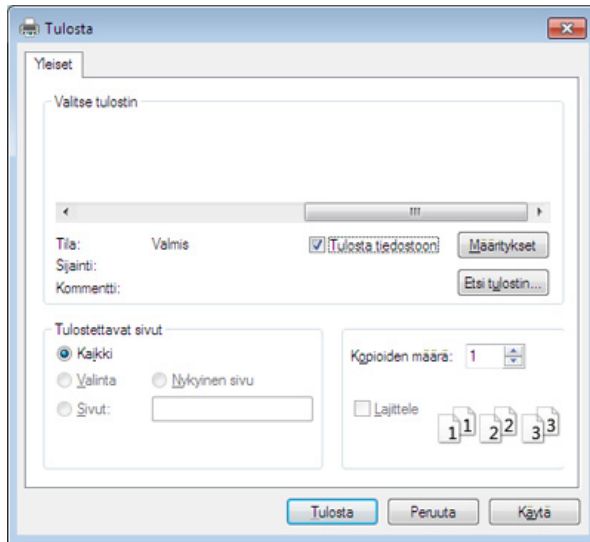 Tulosta
Yleiset
Valitse tulostin
Tila: Valmis
Tulosta tiedostoon
Määritykset
Sijainti:
Kommentti:
Etsi tulostin...
Tulostettavat sivut
Kaikki
Valinta
Nykyinen sivu
Sivut:
Kopioiden määrä: 1
Lajittele
1 1 2 2 3 3
Tulosta
Peruuta
Käytä